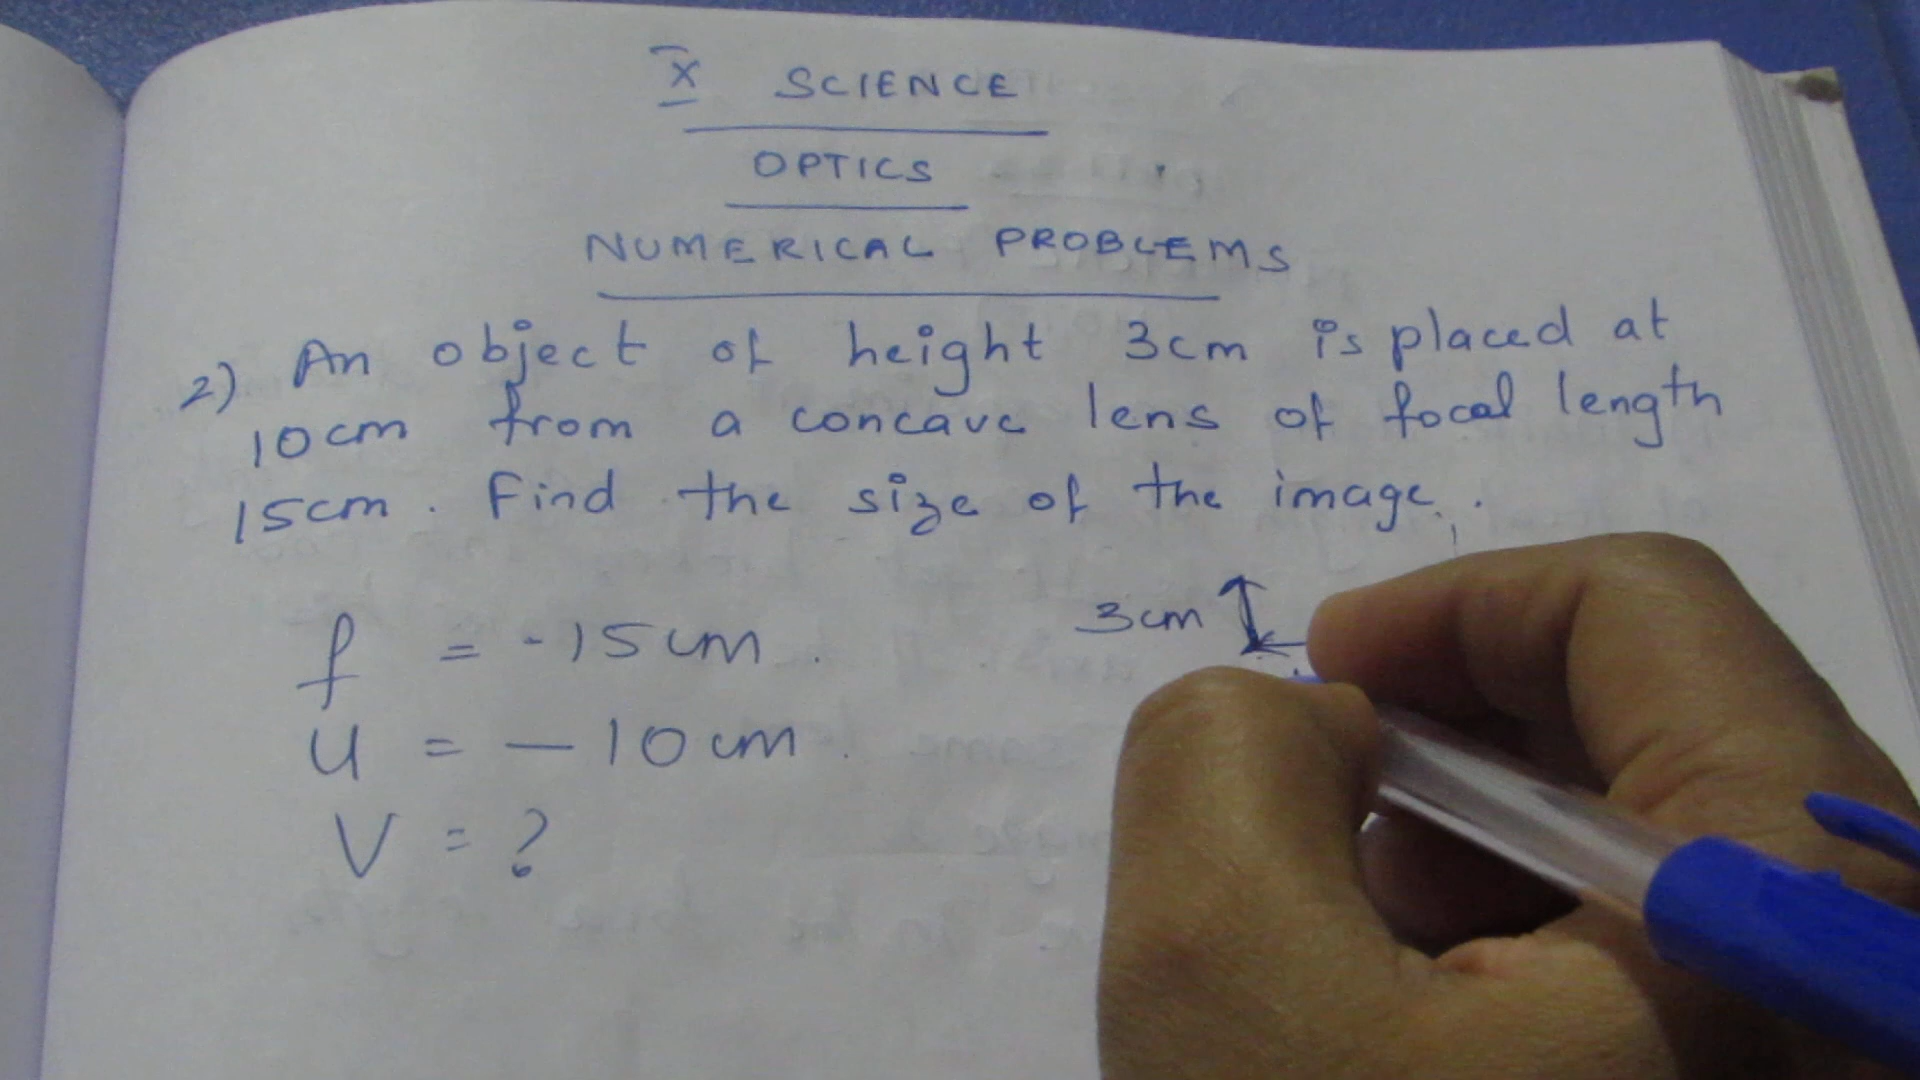 X SCIENCE
OPTICS
NUMERICAL PROBLEMS
2) An object of height 3cm is placed at
10cm from a concave lens of focal length
15cm. Find the size of the image.
f = -15cm.
3cm
u = -10cm.
V = ?